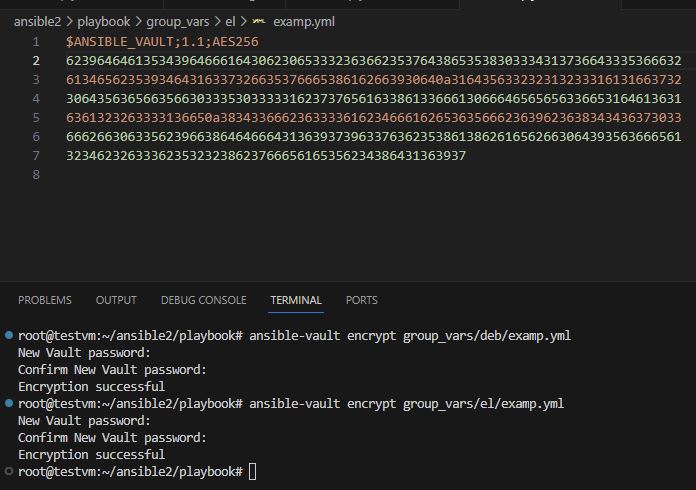 ansible2 > playbook > group_vars > el > examp.yml
1 $ANSIBLE_VAULT;1.1;AES256
2 62396464613534396466616430623065333236366235376438653538303334313736643335366632
3 6134656235393464316337326635376665386162663930640a316435633232313233316131663732
4 30643563656635663033353033333162373765616338613366613066646565656336653164613631
5 6361323263333136650a383433666236333361623466616265363566623639623638343436373033
6 66626630633562396638646466643136393739633763623538613862616562663064393563666561
7 3234623263336235323238623766656165356234386431363937
8
PROBLEMS OUTPUT DEBUG CONSOLE TERMINAL PORTS
root@testvm:~/ansible2/playbook# ansible-vault encrypt group_vars/deb/examp.yml
New Vault password:
Confirm New Vault password:
Encryption successful
root@testvm:~/ansible2/playbook# ansible-vault encrypt group_vars/el/examp.yml
New Vault password:
Confirm New Vault password:
Encryption successful
root@testvm:~/ansible2/playbook#